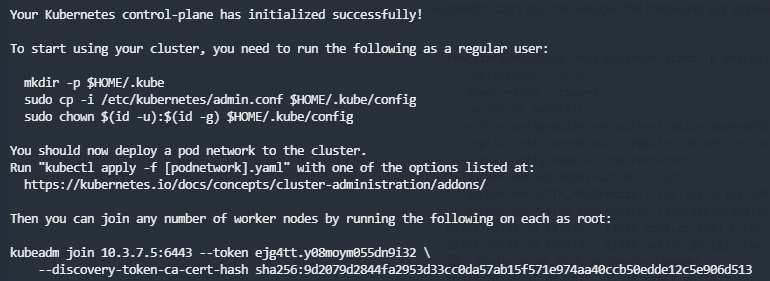 Your Kubernetes control-plane has initialized successfully!
To start using your cluster, you need to run the following as a regular user:
mkdir -p $HOME/.kube
sudo cp -i /etc/kubernetes/admin.conf $HOME/.kube/config
sudo chown $(id -u):$(id -g) $HOME/.kube/config
You should now deploy a pod network to the cluster.
Run "kubectl apply -f [podnetwork].yaml" with one of the options listed at:
https://kubernetes.io/docs/concepts/cluster-administration/addons/
Then you can join any number of worker nodes by running the following on each as root:
kubeadm join 10.3.7.5:6443 --token ejg4tt.y08moym055dn9i32 \
--discovery-token-ca-cert-hash sha256:9d2079d2844fa2953d33cc0da57ab15f571e974aa40ccb50edde12c5e906d513